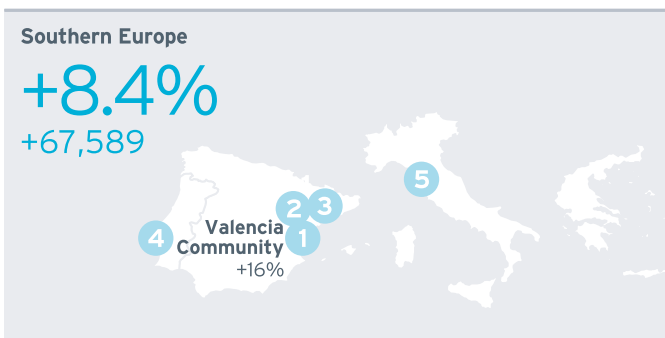 Southern Europe
+8.4%
+67,589
5
2
3
Valencia
1
4
Community
+16%